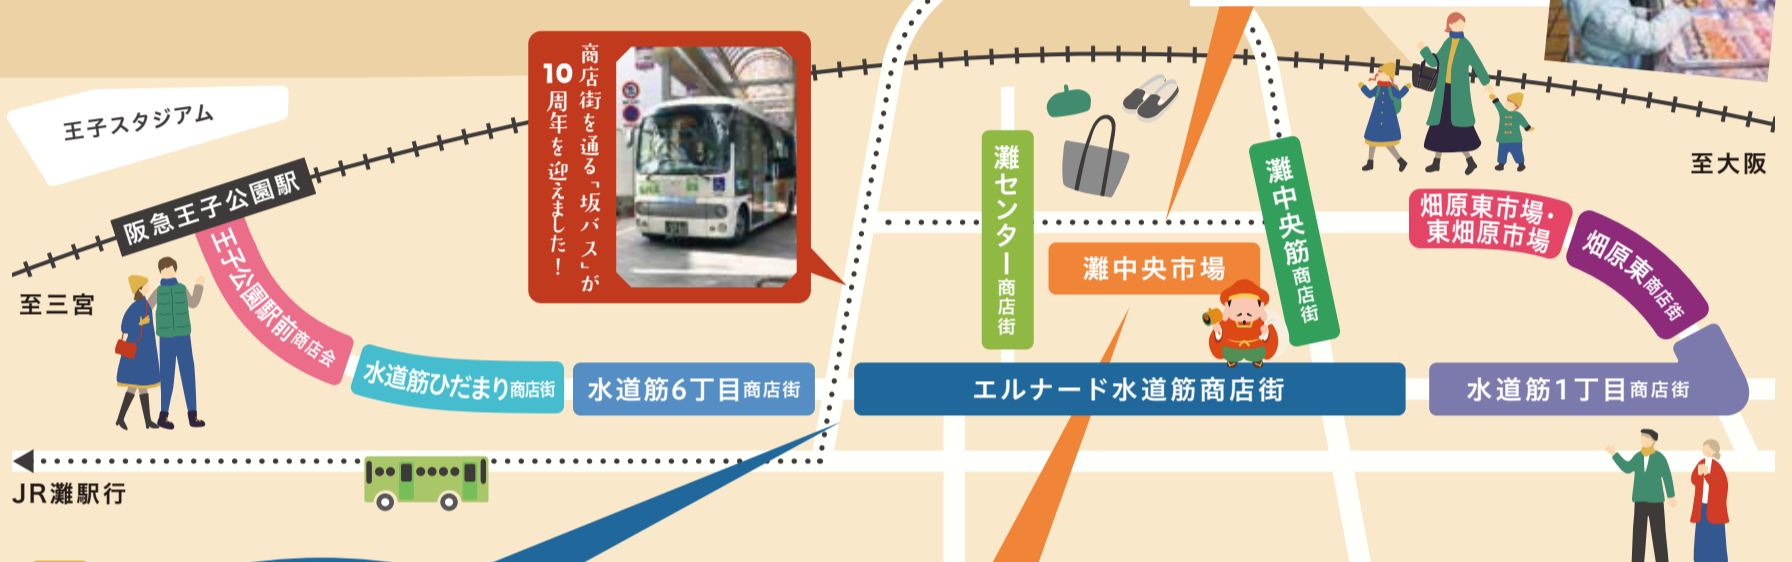 王子スタジアム
阪急王子公園駅
至三宮
王子公園駅前商店会
水道筋ひだまり商店街
水道筋6丁目商店街
JR灘駅行
商店街を通る「坂バス」が
10周年を迎えました!
灘センター商店街
灘中央市場
灘中央筋商店街
エルナード水道筋商店街
至大阪
畑原東市場・
東畑原市場
畑原東商店街
水道筋1丁目商店街